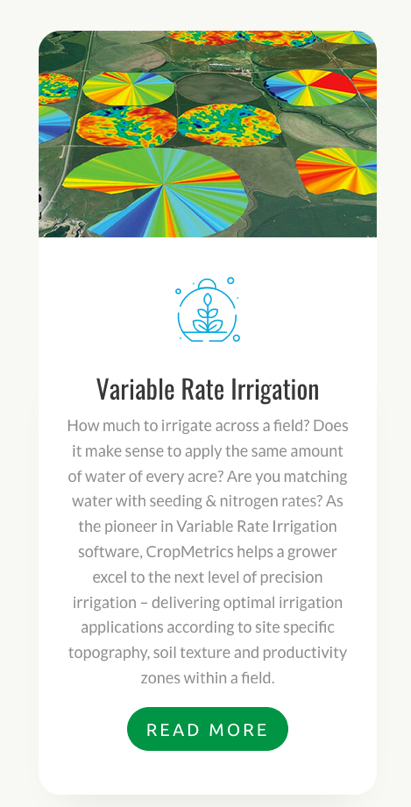 Variable Rate Irrigation
How much to irrigate across a field? Does
it make sense to apply the same amount
of water of every acre? Are you matching
water with seeding & nitrogen rates? As
the pioneer in Variable Rate Irrigation
software, CropMetrics helps a grower
excel to the next level of precision
irrigation – delivering optimal irrigation
applications according to site specific
topography, soil texture and productivity
zones within a field.
READ MORE